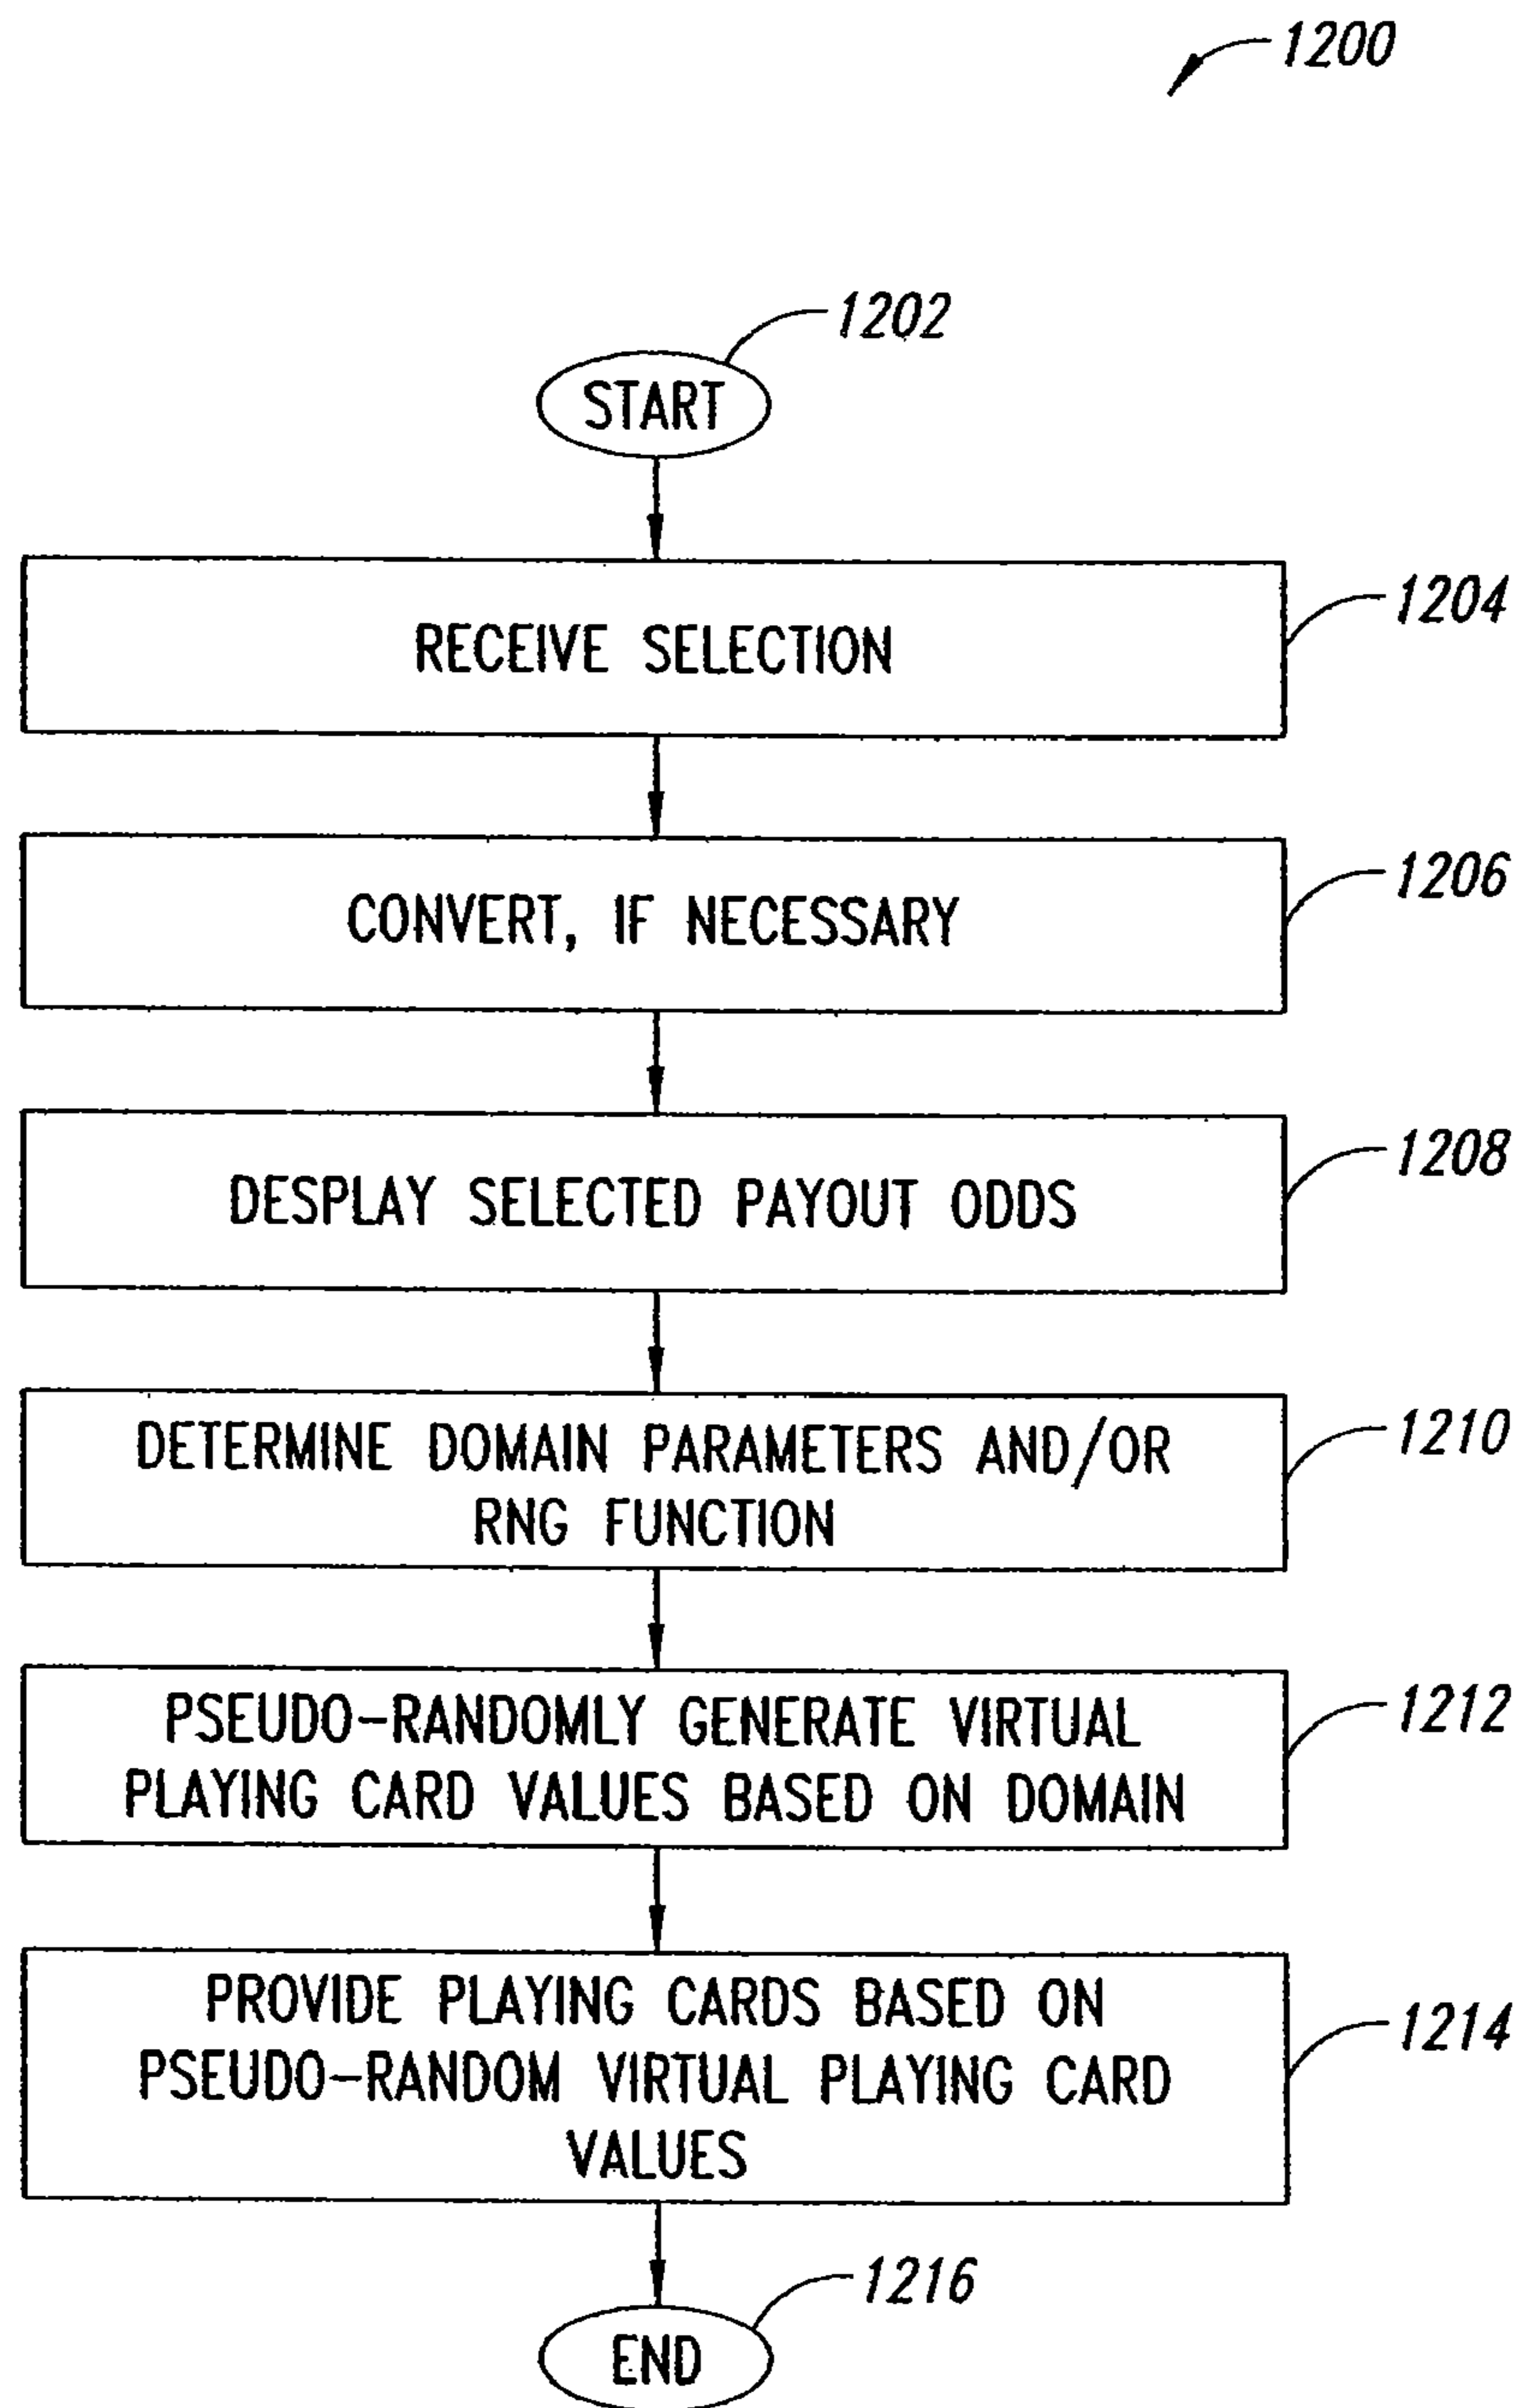 1200
1202
START
1204
RECEIVE SELECTION
1206
CONVERT, IF NECESSARY
1208
DESPLAY SELECTED PAYOUT ODDS
1210
DETERMINE DOMAIN PARAMETERS AND/OR
RNG FUNCTION
1212
PSEUDO-RANDOMLY GENERATE VIRTUAL
PLAYING CARD VALUES BASED ON DOMAIN
1214
PROVIDE PLAYING CARDS BASED ON
PSEUDO-RANDOM VIRTUAL PLAYING CARD
VALUES
1216
END